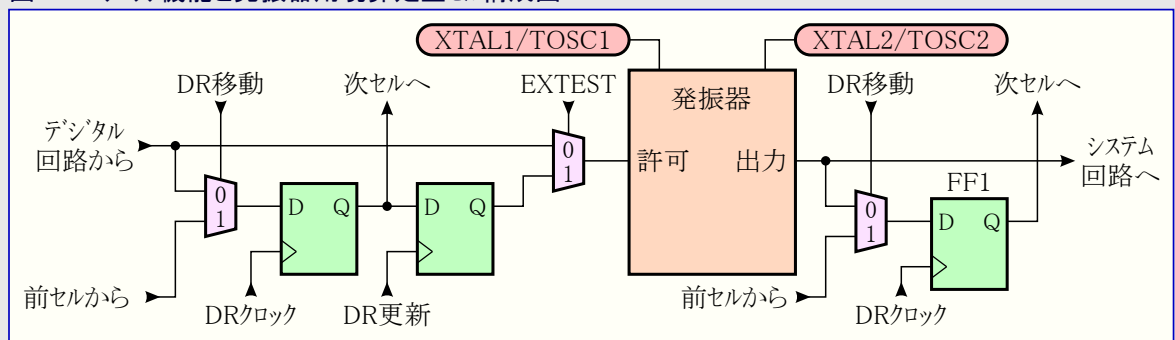 XTAL1/TOSC1
XTAL2/TOSC2
DR移動
次セルへ
EXTEST
発振器
DR移動
次セルへ
デジタル
回路から
0
1
許可
出力
システム
回路へ
0
1
D
Q
D
Q
0
1
FF1
D
Q
前セルから
DRクロック
DR更新
前セルから
DRクロック